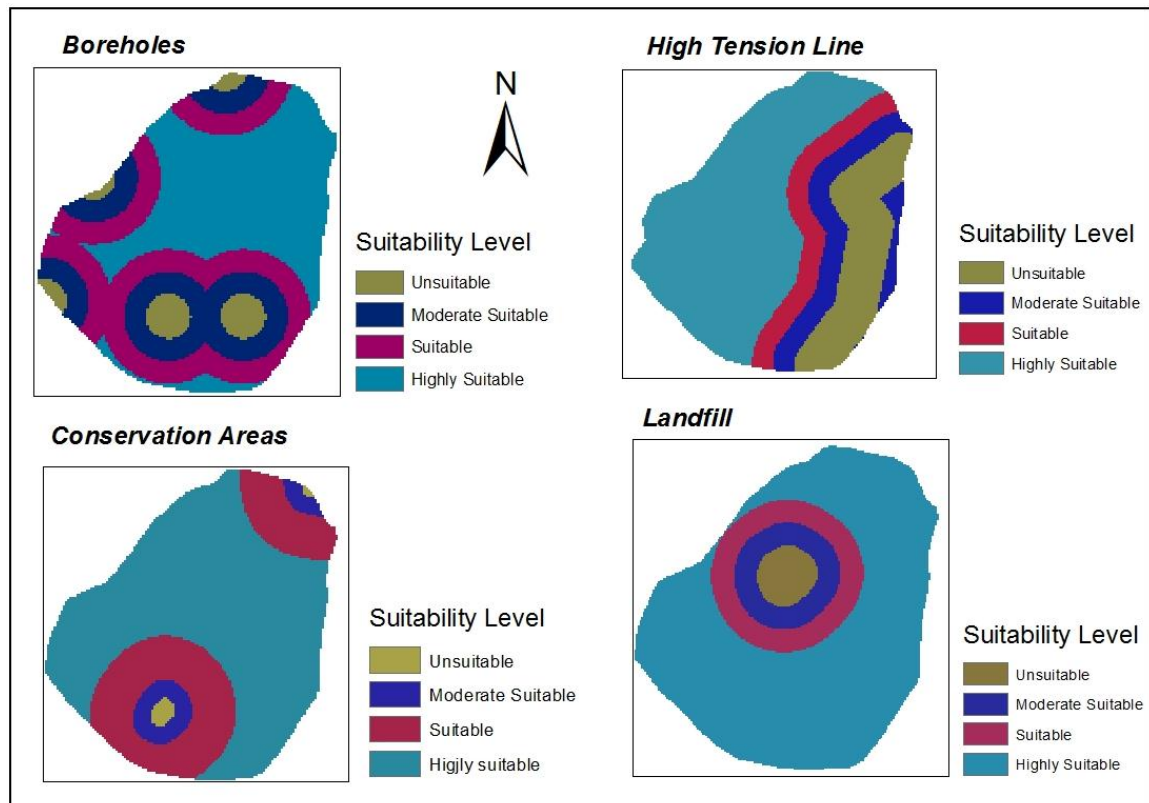 Boreholes
N
Suitability Level
Unsuitable
Moderate Suitable
Suitable
Highly Suitable
High Tension Line
Suitability Level
Unsuitable
Moderate Suitable
Suitable
Highly Suitable
Conservation Areas
Suitability Level
Unsuitable
Moderate Suitable
Suitable
Higjly suitable
Landfill
Suitability Level
Unsuitable
Moderate Suitable
Suitable
Highly Suitable